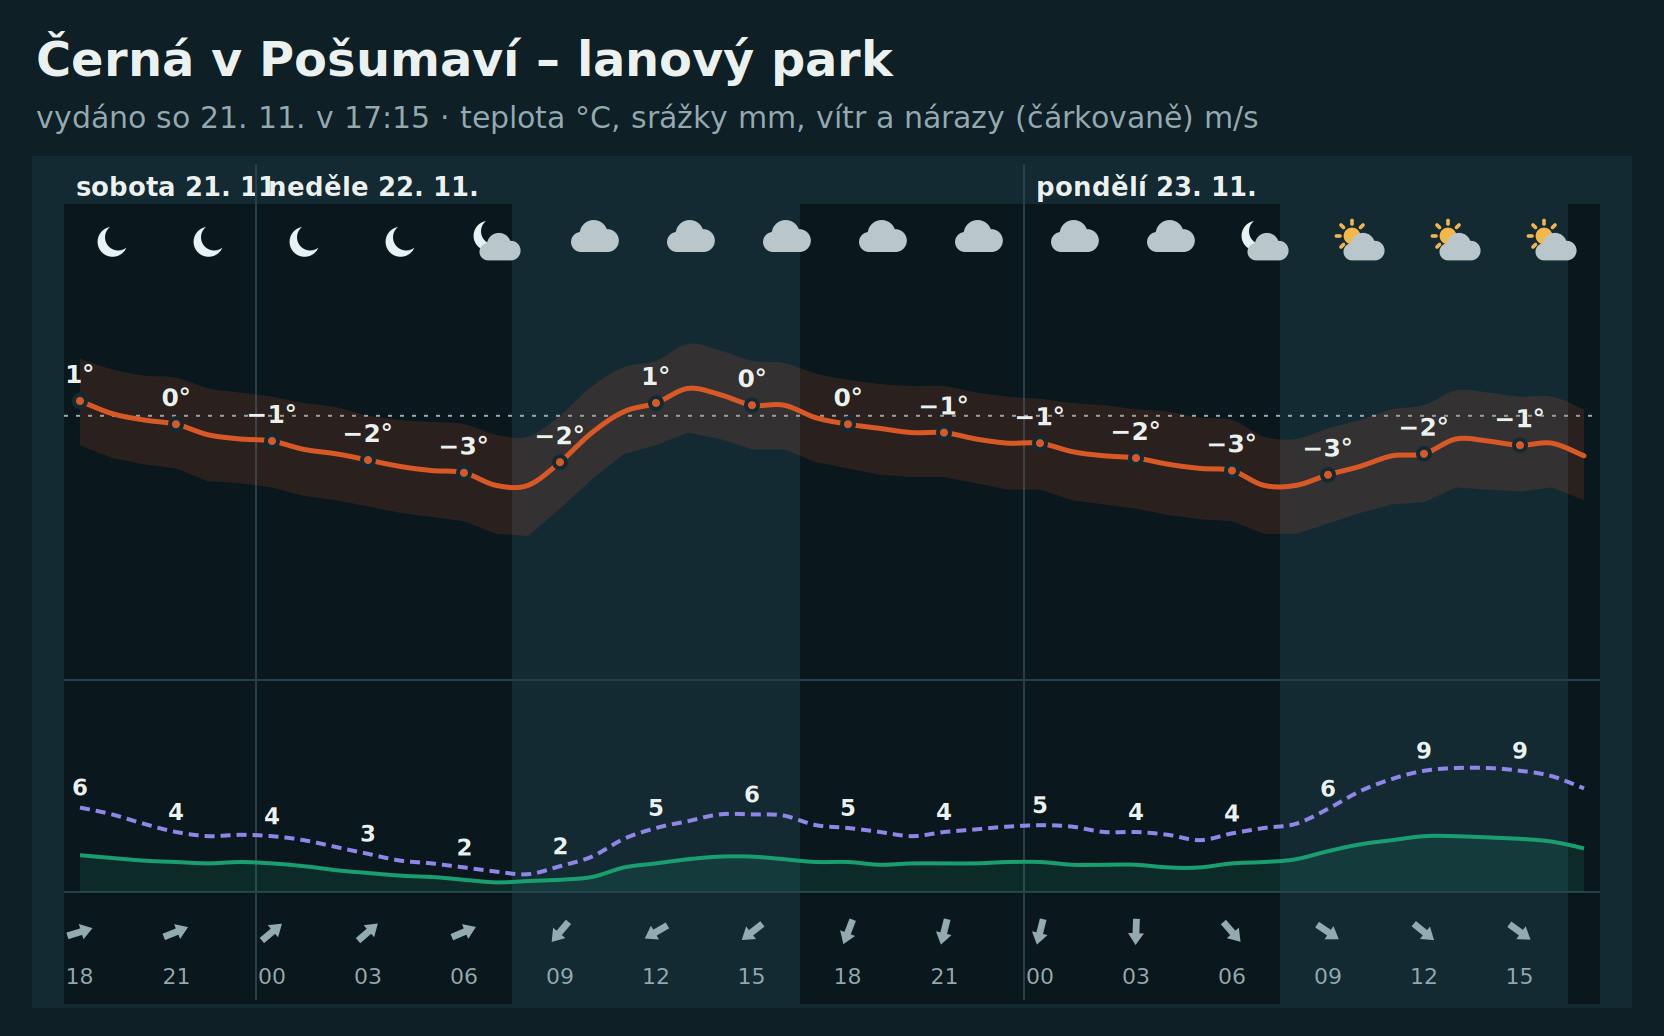 Černá v Pošumaví – lanový park
vydáno so 21. 11. v 17:15 · teplota °C, srážky mm, vítr a nárazy (čárkovaně) m/s
sobota 21. 11. neděle 22. 11. pondělí 23. 11.
1° 0° −1° −2° −3° −2° 1° 0° 0° −1° −1° −2° −3° −3° −2° −1°
6 4 4 3 2 2 5 6 5 4 5 4 4 6 9 9
18 21 00 03 06 09 12 15 18 21 00 03 06 09 12 15